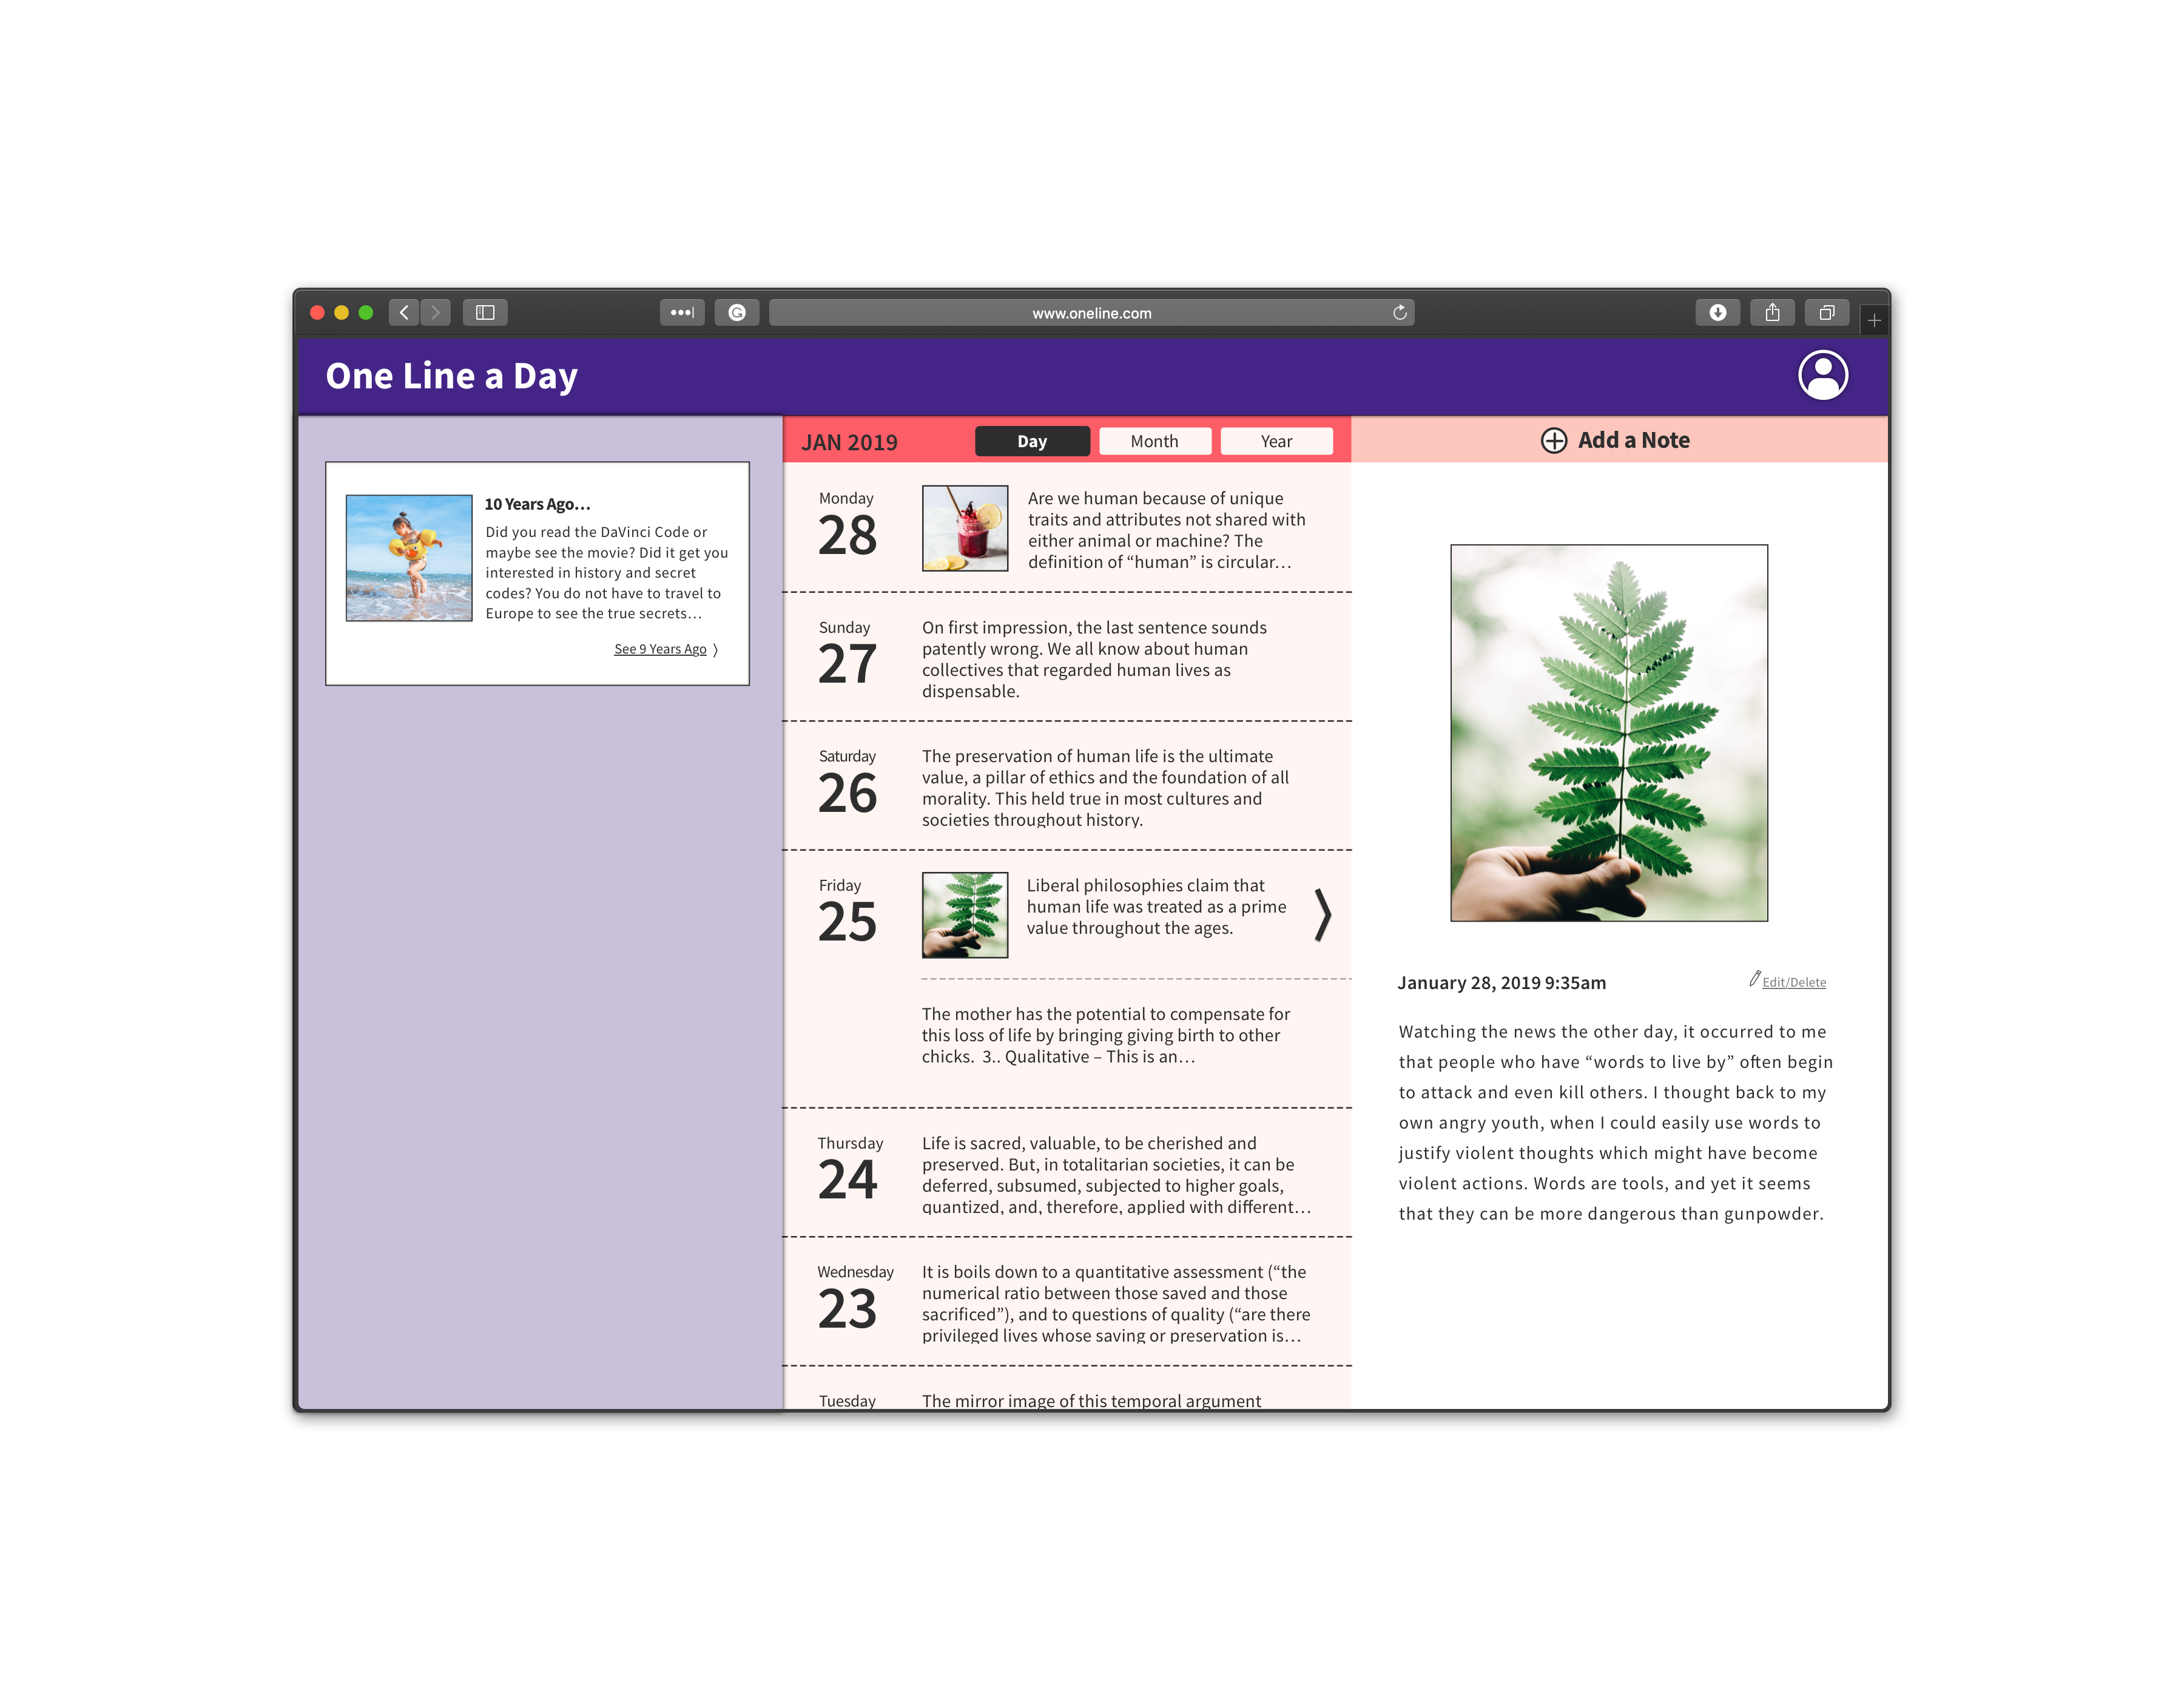 www.oneline.com
One Line a Day
10 Years Ago…
Did you read the DaVinci Code or
maybe see the movie? Did it get you
interested in history and secret
codes? You do not have to travel to
Europe to see the true secrets…
See 9 Years Ago
JAN 2019
Day
Month
Year
Monday
28
Are we human because of unique
traits and attributes not shared with
either animal or machine? The
definition of “human” is circular…
Sunday
27
On first impression, the last sentence sounds
patently wrong. We all know about human
collectives that regarded human lives as
dispensable.
Saturday
26
The preservation of human life is the ultimate
value, a pillar of ethics and the foundation of all
morality. This held true in most cultures and
societies throughout history.
Friday
25
Liberal philosophies claim that
human life was treated as a prime
value throughout the ages.
The mother has the potential to compensate for
this loss of life by bringing giving birth to other
chicks.  3.. Qualitative – This is an…
Thursday
24
Life is sacred, valuable, to be cherished and
preserved. But, in totalitarian societies, it can be
deferred, subsumed, subjected to higher goals,
quantized, and, therefore, applied with different…
Wednesday
23
It is boils down to a quantitative assessment (“the
numerical ratio between those saved and those
sacrificed”), and to questions of quality (“are there
privileged lives whose saving or preservation is…
Tuesday
The mirror image of this temporal argument
Add a Note
January 28, 2019 9:35am
Edit/Delete
Watching the news the other day, it occurred to me
that people who have “words to live by” often begin
to attack and even kill others. I thought back to my
own angry youth, when I could easily use words to
justify violent thoughts which might have become
violent actions. Words are tools, and yet it seems
that they can be more dangerous than gunpowder.